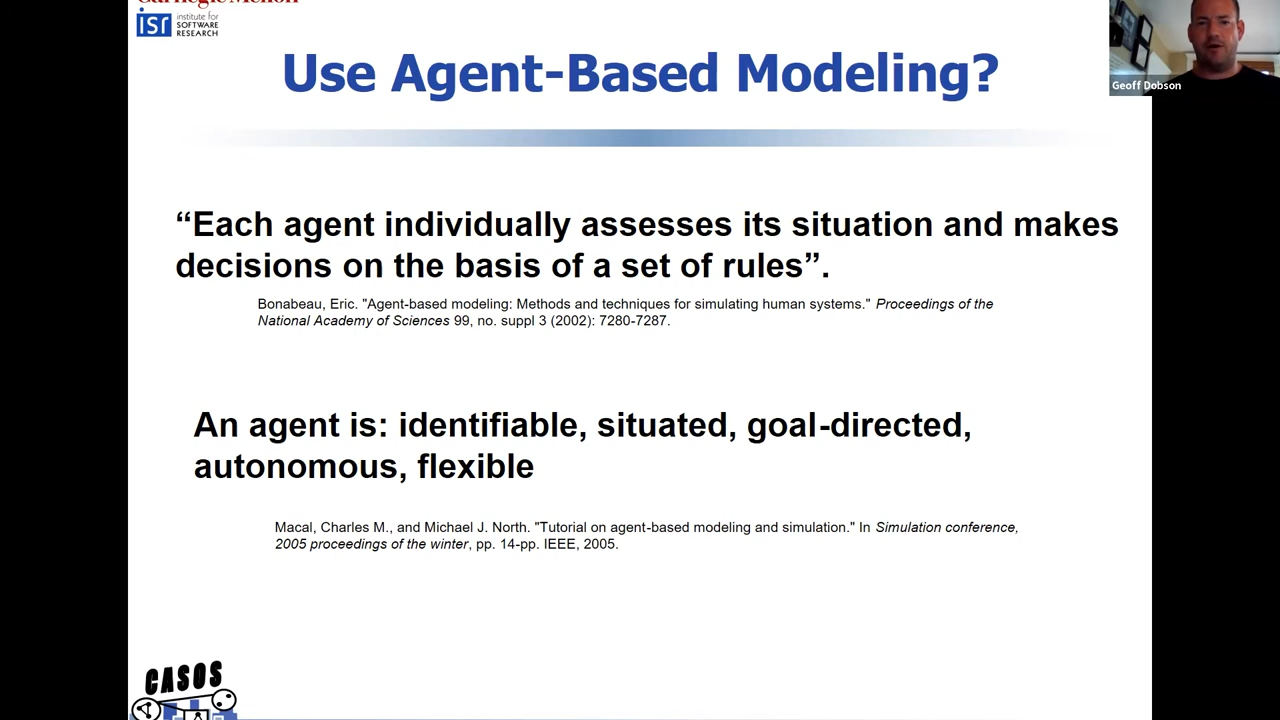 Carnegie Mellon
isr institute for
SOFTWARE
RESEARCH
Use Agent-Based Modeling?
Geoff Dobson
“Each agent individually assesses its situation and makes
decisions on the basis of a set of rules”.
Bonabeau, Eric. "Agent-based modeling: Methods and techniques for simulating human systems." Proceedings of the
National Academy of Sciences 99, no. suppl 3 (2002): 7280-7287.
An agent is: identifiable, situated, goal-directed,
autonomous, flexible
Macal, Charles M., and Michael J. North. "Tutorial on agent-based modeling and simulation." In Simulation conference,
2005 proceedings of the winter, pp. 14-pp. IEEE, 2005.
CASOS